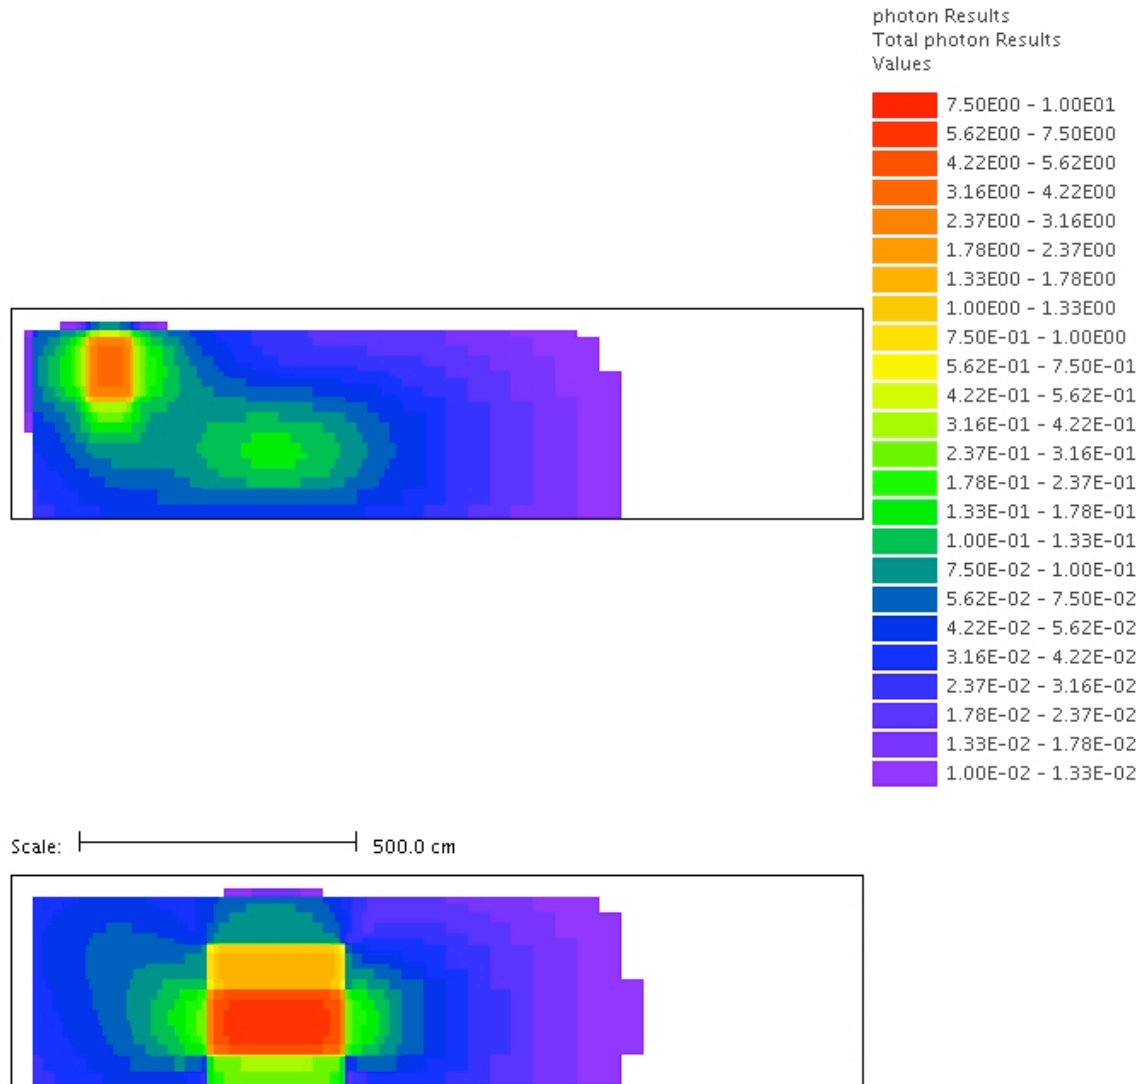 photon Results
Total photon Results
Values
7.50E00 - 1.00E01
5.62E00 - 7.50E00
4.22E00 - 5.62E00
3.16E00 - 4.22E00
2.37E00 - 3.16E00
1.78E00 - 2.37E00
1.33E00 - 1.78E00
1.00E00 - 1.33E00
7.50E-01 - 1.00E00
5.62E-01 - 7.50E-01
4.22E-01 - 5.62E-01
3.16E-01 - 4.22E-01
2.37E-01 - 3.16E-01
1.78E-01 - 2.37E-01
1.33E-01 - 1.78E-01
1.00E-01 - 1.33E-01
7.50E-02 - 1.00E-01
5.62E-02 - 7.50E-02
4.22E-02 - 5.62E-02
3.16E-02 - 4.22E-02
2.37E-02 - 3.16E-02
1.78E-02 - 2.37E-02
1.33E-02 - 1.78E-02
1.00E-02 - 1.33E-02
Scale: 500.0 cm